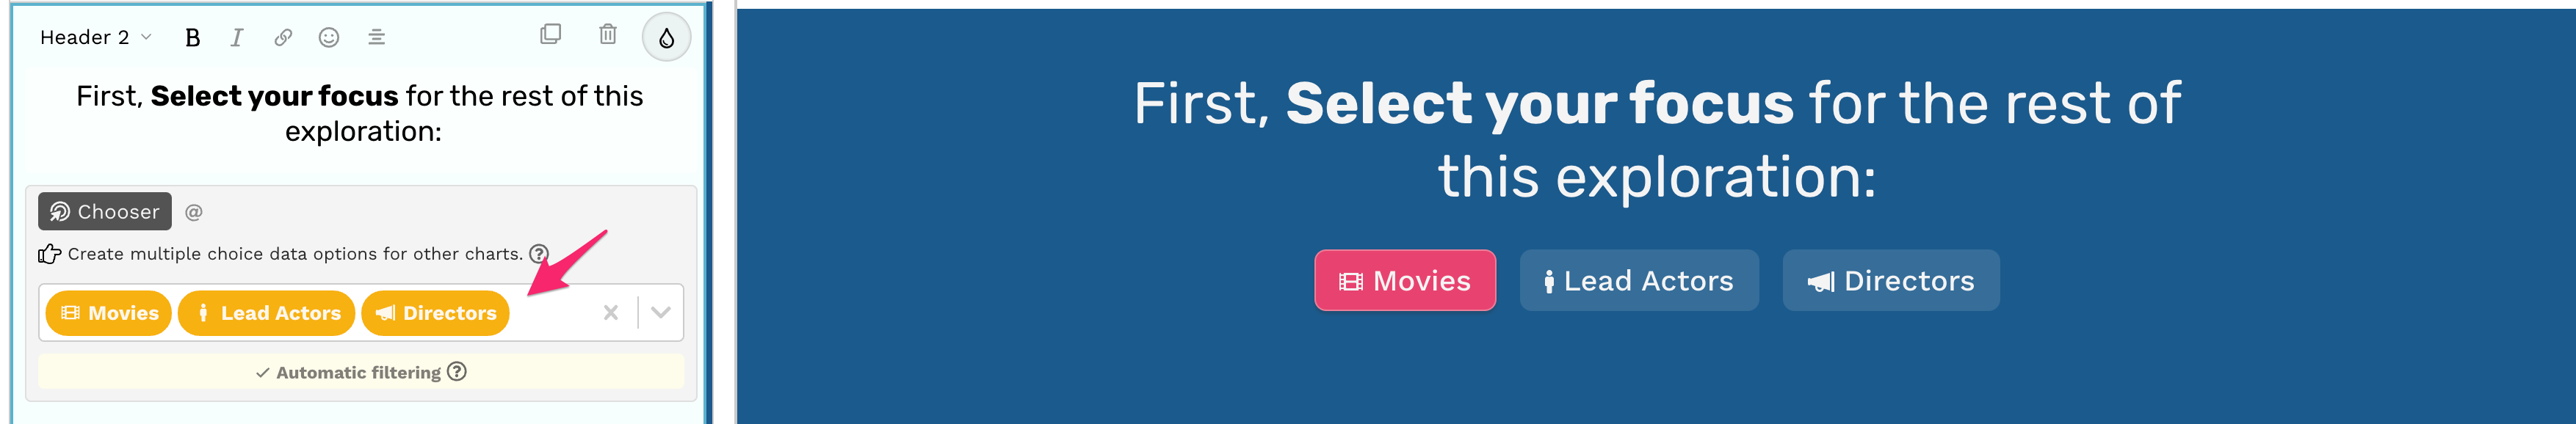 Header 2 B I
First, Select your focus for the rest of this
exploration:
Chooser @
Create multiple choice data options for other charts. ?
Movies Lead Actors Directors
Automatic filtering ?
First, Select your focus for the rest of
this exploration:
Movies Lead Actors Directors